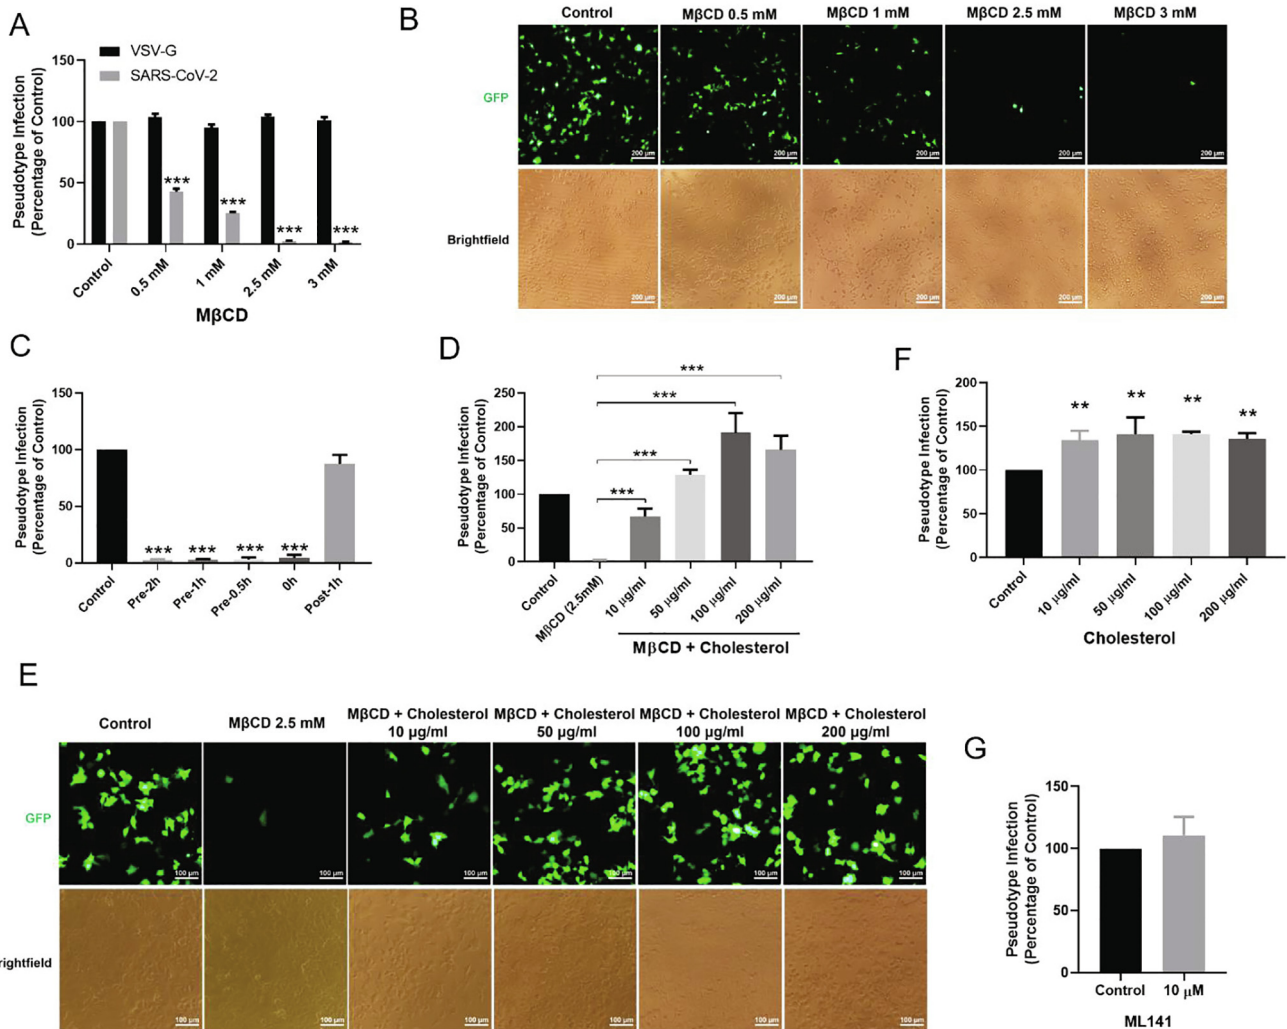 A
VSV-G
SARS-CoV-2
Pseudotype Infection
(Percentage of Control)
150
100
50
0
Control
0.5 mM
1 mM
2.5 mM
3 mM
***
***
***
***
MβCD
B
Control
MβCD 0.5 mM
MβCD 1 mM
MβCD 2.5 mM
MβCD 3 mM
GFP
200 μm
200 μm
200 μm
200 μm
200 μm
Brightfield
200 μm
200 μm
200 μm
200 μm
200 μm
C
Pseudotype Infection
(Percentage of Control)
150
100
50
0
***
***
***
***
Control
Pre-2h
Pre-1h
Pre-0.5h
0h
Post-1h
D
Pseudotype Infection
(Percentage of Control)
250
200
150
100
50
0
***
***
***
***
Control
MβCD (2.5mM)
10 μg/ml
50 μg/ml
100 μg/ml
200 μg/ml
MβCD + Cholesterol
F
Pseudotype Infection
(Percentage of Control)
200
150
100
50
0
**
**
**
**
Control
10 μg/ml
50 μg/ml
100 μg/ml
200 μg/ml
Cholesterol
E
Control
MβCD 2.5 mM
MβCD + Cholesterol
10 μg/ml
MβCD + Cholesterol
50 μg/ml
MβCD + Cholesterol
100 μg/ml
MβCD + Cholesterol
200 μg/ml
GFP
100 μm
100 μm
100 μm
100 μm
100 μm
100 μm
rightfield
100 μm
100 μm
100 μm
100 μm
100 μm
100 μm
G
Pseudotype Infection
(Percentage of Control)
150
100
50
0
Control
10 μM
ML141